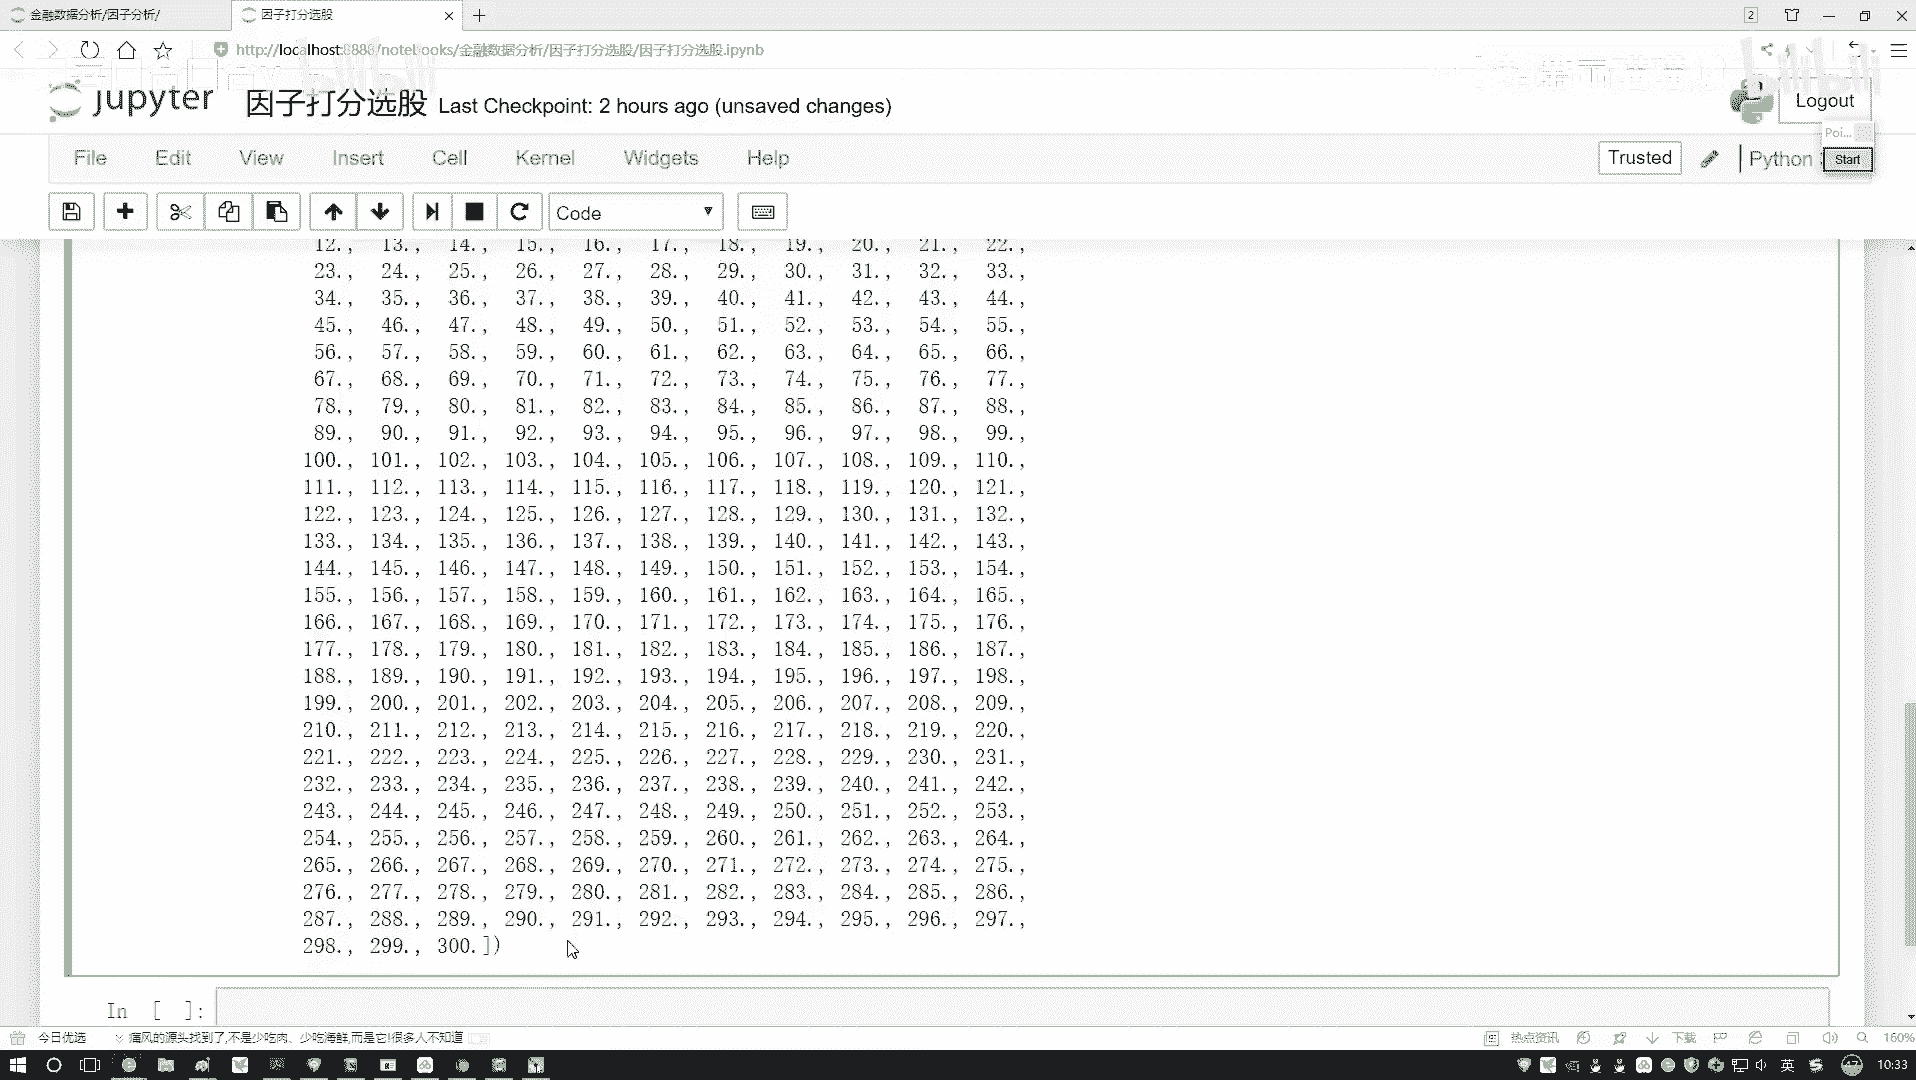 金融数据分析/因子分析/
因子打分选股
2
http://localhost:8888/notebooks/金融数据分析/因子打分选股/因子打分选股.ipynb
bilibili
jupyter 因子打分选股 Last Checkpoint: 2 hours ago (unsaved changes)
Logout
Poi...
File Edit View Insert Cell Kernel Widgets Help
Trusted
Python
Start
Code
12., 13., 14., 15., 16., 17., 18., 19., 20., 21., 22.,
23., 24., 25., 26., 27., 28., 29., 30., 31., 32., 33.,
34., 35., 36., 37., 38., 39., 40., 41., 42., 43., 44.,
45., 46., 47., 48., 49., 50., 51., 52., 53., 54., 55.,
56., 57., 58., 59., 60., 61., 62., 63., 64., 65., 66.,
67., 68., 69., 70., 71., 72., 73., 74., 75., 76., 77.,
78., 79., 80., 81., 82., 83., 84., 85., 86., 87., 88.,
89., 90., 91., 92., 93., 94., 95., 96., 97., 98., 99.,
100., 101., 102., 103., 104., 105., 106., 107., 108., 109., 110.,
111., 112., 113., 114., 115., 116., 117., 118., 119., 120., 121.,
122., 123., 124., 125., 126., 127., 128., 129., 130., 131., 132.,
133., 134., 135., 136., 137., 138., 139., 140., 141., 142., 143.,
144., 145., 146., 147., 148., 149., 150., 151., 152., 153., 154.,
155., 156., 157., 158., 159., 160., 161., 162., 163., 164., 165.,
166., 167., 168., 169., 170., 171., 172., 173., 174., 175., 176.,
177., 178., 179., 180., 181., 182., 183., 184., 185., 186., 187.,
188., 189., 190., 191., 192., 193., 194., 195., 196., 197., 198.,
199., 200., 201., 202., 203., 204., 205., 206., 207., 208., 209.,
210., 211., 212., 213., 214., 215., 216., 217., 218., 219., 220.,
221., 222., 223., 224., 225., 226., 227., 228., 229., 230., 231.,
232., 233., 234., 235., 236., 237., 238., 239., 240., 241., 242.,
243., 244., 245., 246., 247., 248., 249., 250., 251., 252., 253.,
254., 255., 256., 257., 258., 259., 260., 261., 262., 263., 264.,
265., 266., 267., 268., 269., 270., 271., 272., 273., 274., 275.,
276., 277., 278., 279., 280., 281., 282., 283., 284., 285., 286.,
287., 288., 289., 290., 291., 292., 293., 294., 295., 296., 297.,
298., 299., 300.])
In [ ]:
今日优选 痛风的源头找到了,不是少吃肉、少吃海鲜,而是它!很多人不知道
热点资讯 下载 160%
英 47 10:33